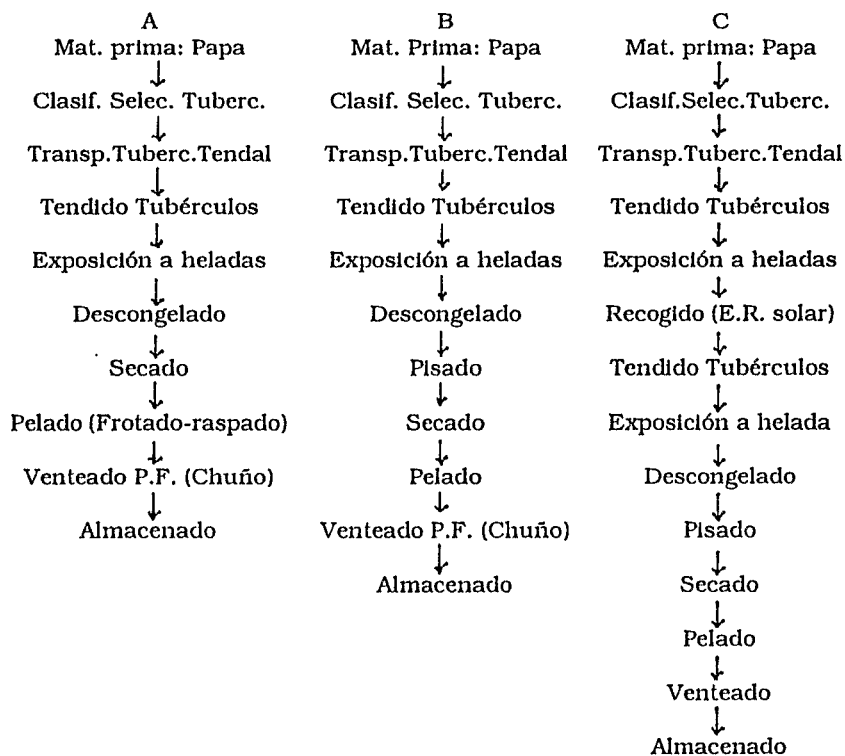 A
Mat. prima: Papa
Clasif. Selec. Tuberc.
Transp.Tuberc.Tendal
Tendido Tubérculos
Exposición a heladas
Descongelado
Secado
Pelado (Frotado-raspado)
Venteado P.F. (Chuño)
Almacenado
B
Mat. Prima: Papa
Clasif. Selec. Tuberc.
Transp.Tuberc.Tendal
Tendido Tubérculos
Exposición a heladas
Descongelado
Pisado
Secado
Pelado
Venteado P.F. (Chuño)
Almacenado
C
Mat. prima: Papa
Clasif.Selec.Tuberc.
Transp.Tuberc.Tendal
Tendido Tubérculos
Exposición a heladas
Recogido (E.R. solar)
Tendido Tubérculos
Exposición a helada
Descongelado
Pisado
Secado
Pelado
Venteado
Almacenado